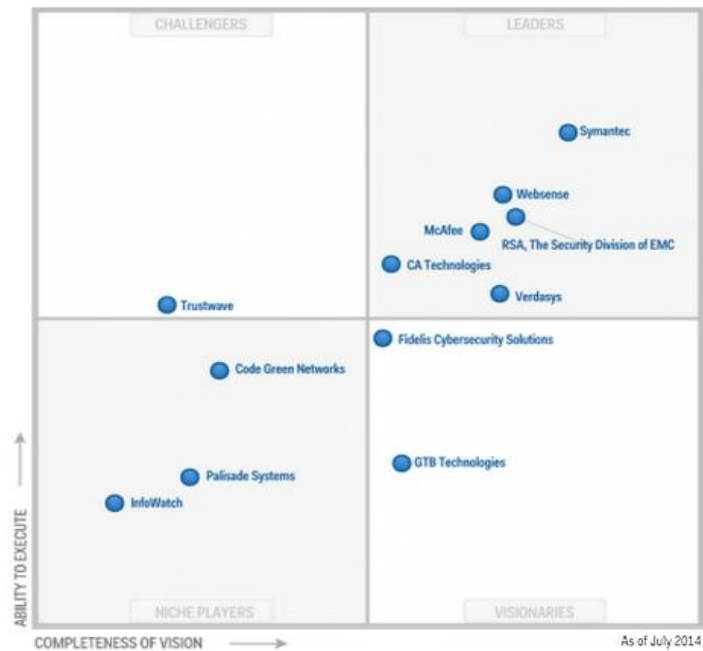 CHALLENGERS
LEADERS
Symantec
Websense
McAfee
RSA, The Security Division of EMC
CA Technologies
Verdasys
Trustwave
Fidelis Cybersecurity Solutions
Code Green Networks
GTB Technologies
Palisade Systems
InfoWatch
ABILITY TO EXECUTE
NICHE PLAYERS
VISIONARIES
COMPLETENESS OF VISION
As of July 2014